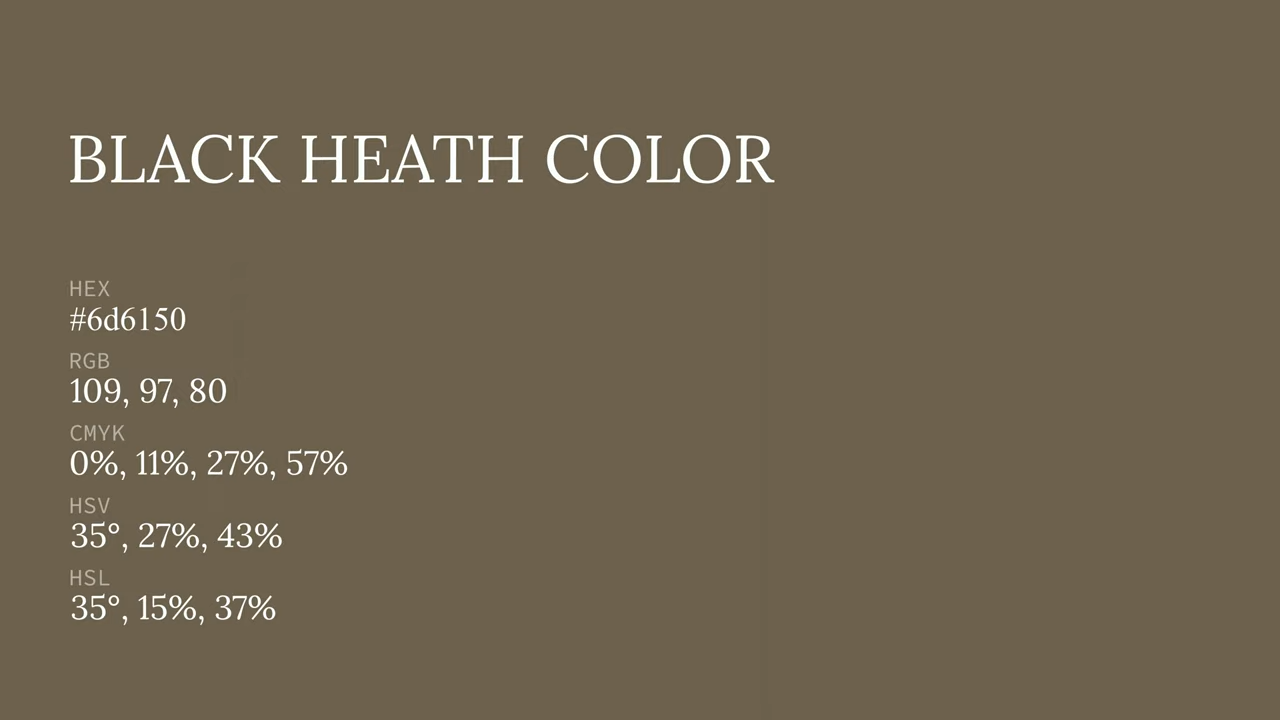 BLACK HEATH COLOR
HEX
#6d6150
RGB
109, 97, 80
CMYK
0%, 11%, 27%, 57%
HSV
35°, 27%, 43%
HSL
35°, 15%, 37%